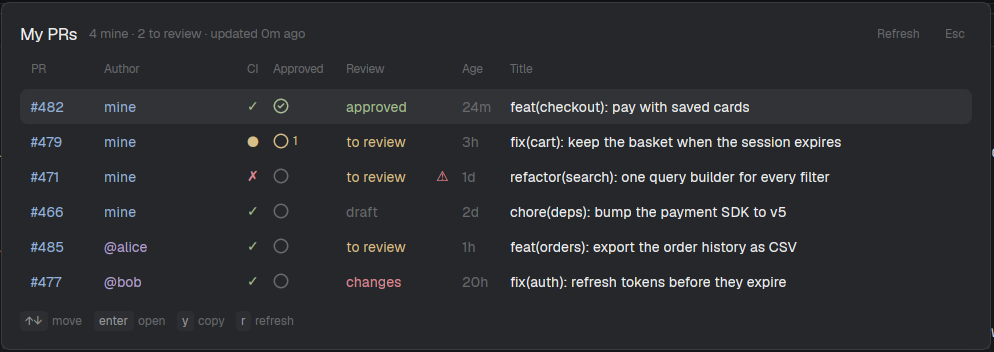 My PRs 4 mine · 2 to review · updated 0m ago Refresh Esc
PR Author CI Approved Review Age Title
#482 mine ✓ approved 24m feat(checkout): pay with saved cards
#479 mine 1 to review 3h fix(cart): keep the basket when the session expires
#471 mine ✗ to review ⚠ 1d refactor(search): one query builder for every filter
#466 mine ✓ draft 2d chore(deps): bump the payment SDK to v5
#485 @alice ✓ to review 1h feat(orders): export the order history as CSV
#477 @bob ✓ changes 20h fix(auth): refresh tokens before they expire
↑↓ move enter open y copy r refresh